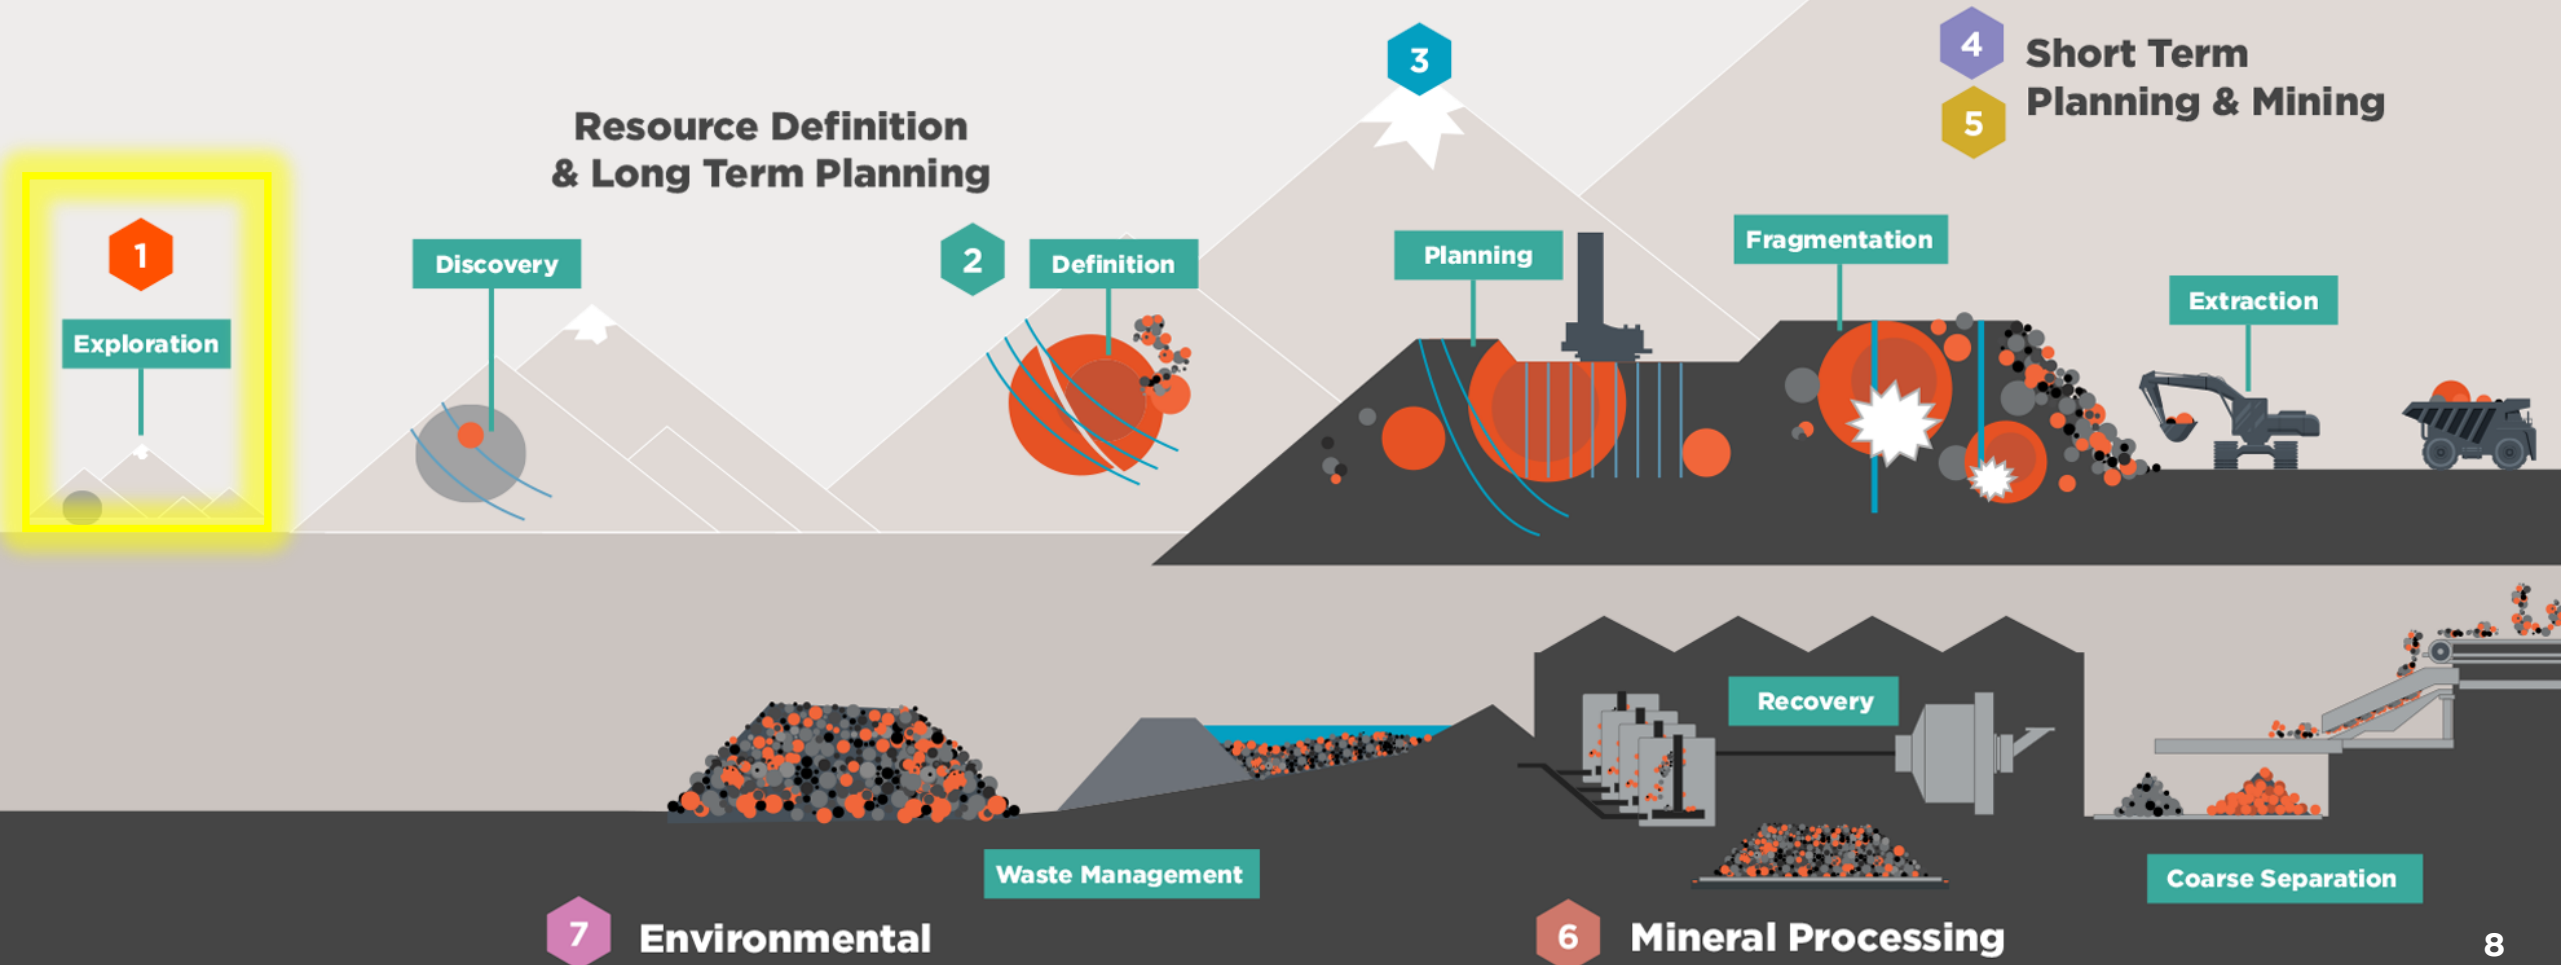 3
4
Short Term
5
Planning & Mining
Resource Definition
& Long Term Planning
1
Exploration
Discovery
2
Definition
Planning
Fragmentation
Extraction
Recovery
Waste Management
Coarse Separation
7
Environmental
6
Mineral Processing
8